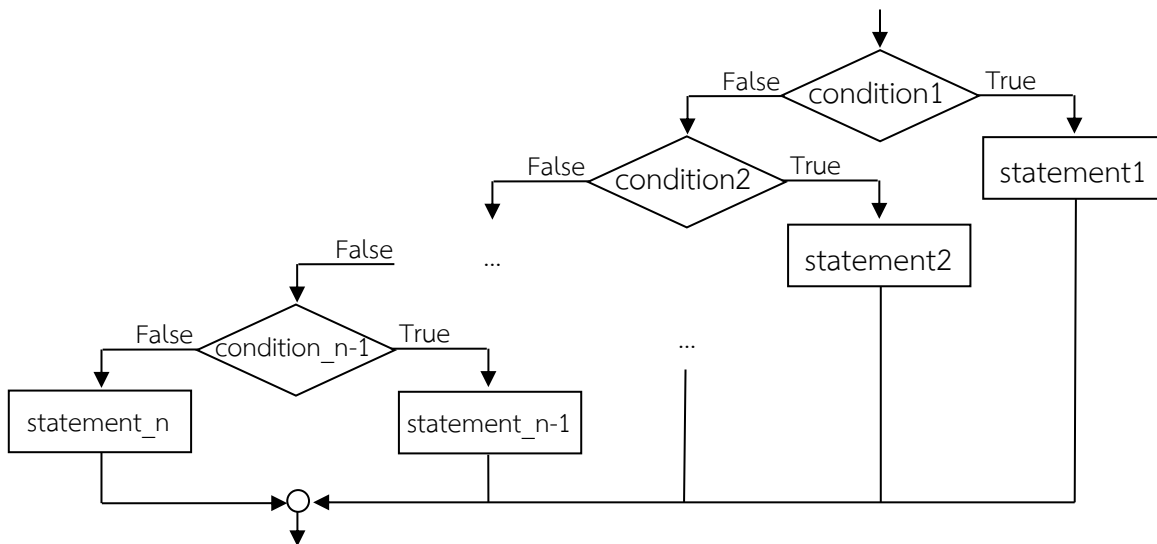 False
condition1
True
statement1
False
condition2
True
statement2
False
...
False
condition_n-1
True
...
statement_n
statement_n-1